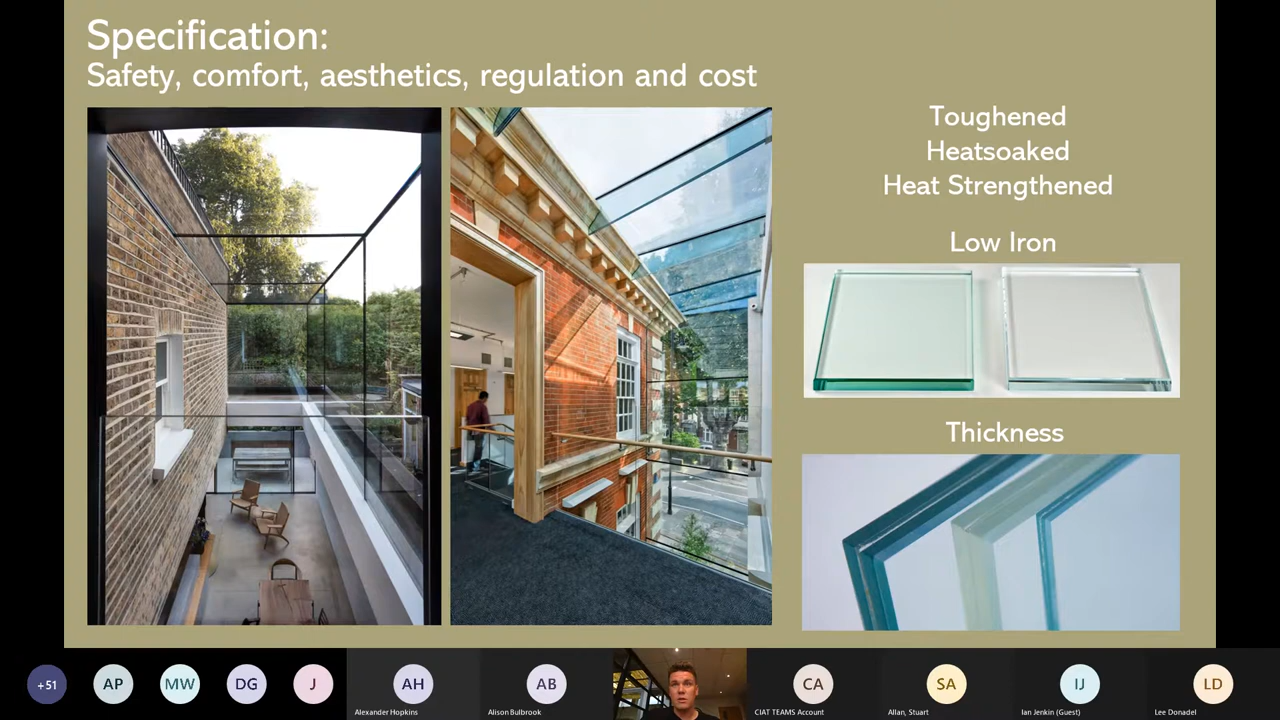 Specification:
Safety, comfort, aesthetics, regulation and cost
Toughened
Heatsoaked
Heat Strengthened
Low Iron
Thickness
+51
AP
MW
DG
J
AH
Alexander Hopkins
AB
Alison Bulbrook
CA
CIAT TEAMS Account
SA
Allan, Stuart
IJ
Ian Jenkin (Guest)
LD
Lee Donadel